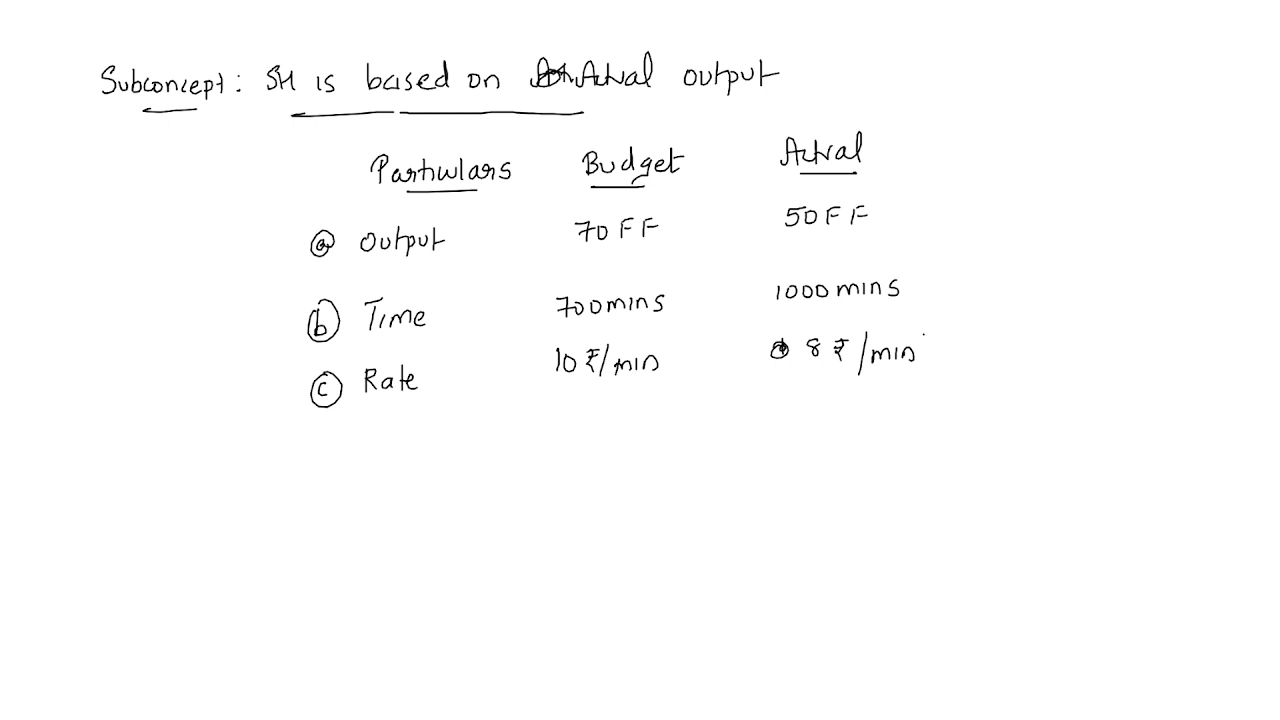 Subconcept: SH is based on Actual output
Particulars Budget Actual
(a) Output 70 FF 50 FF
(b) Time 700 mins 1000 mins
(c) Rate 10 ₹/min 8 ₹/min